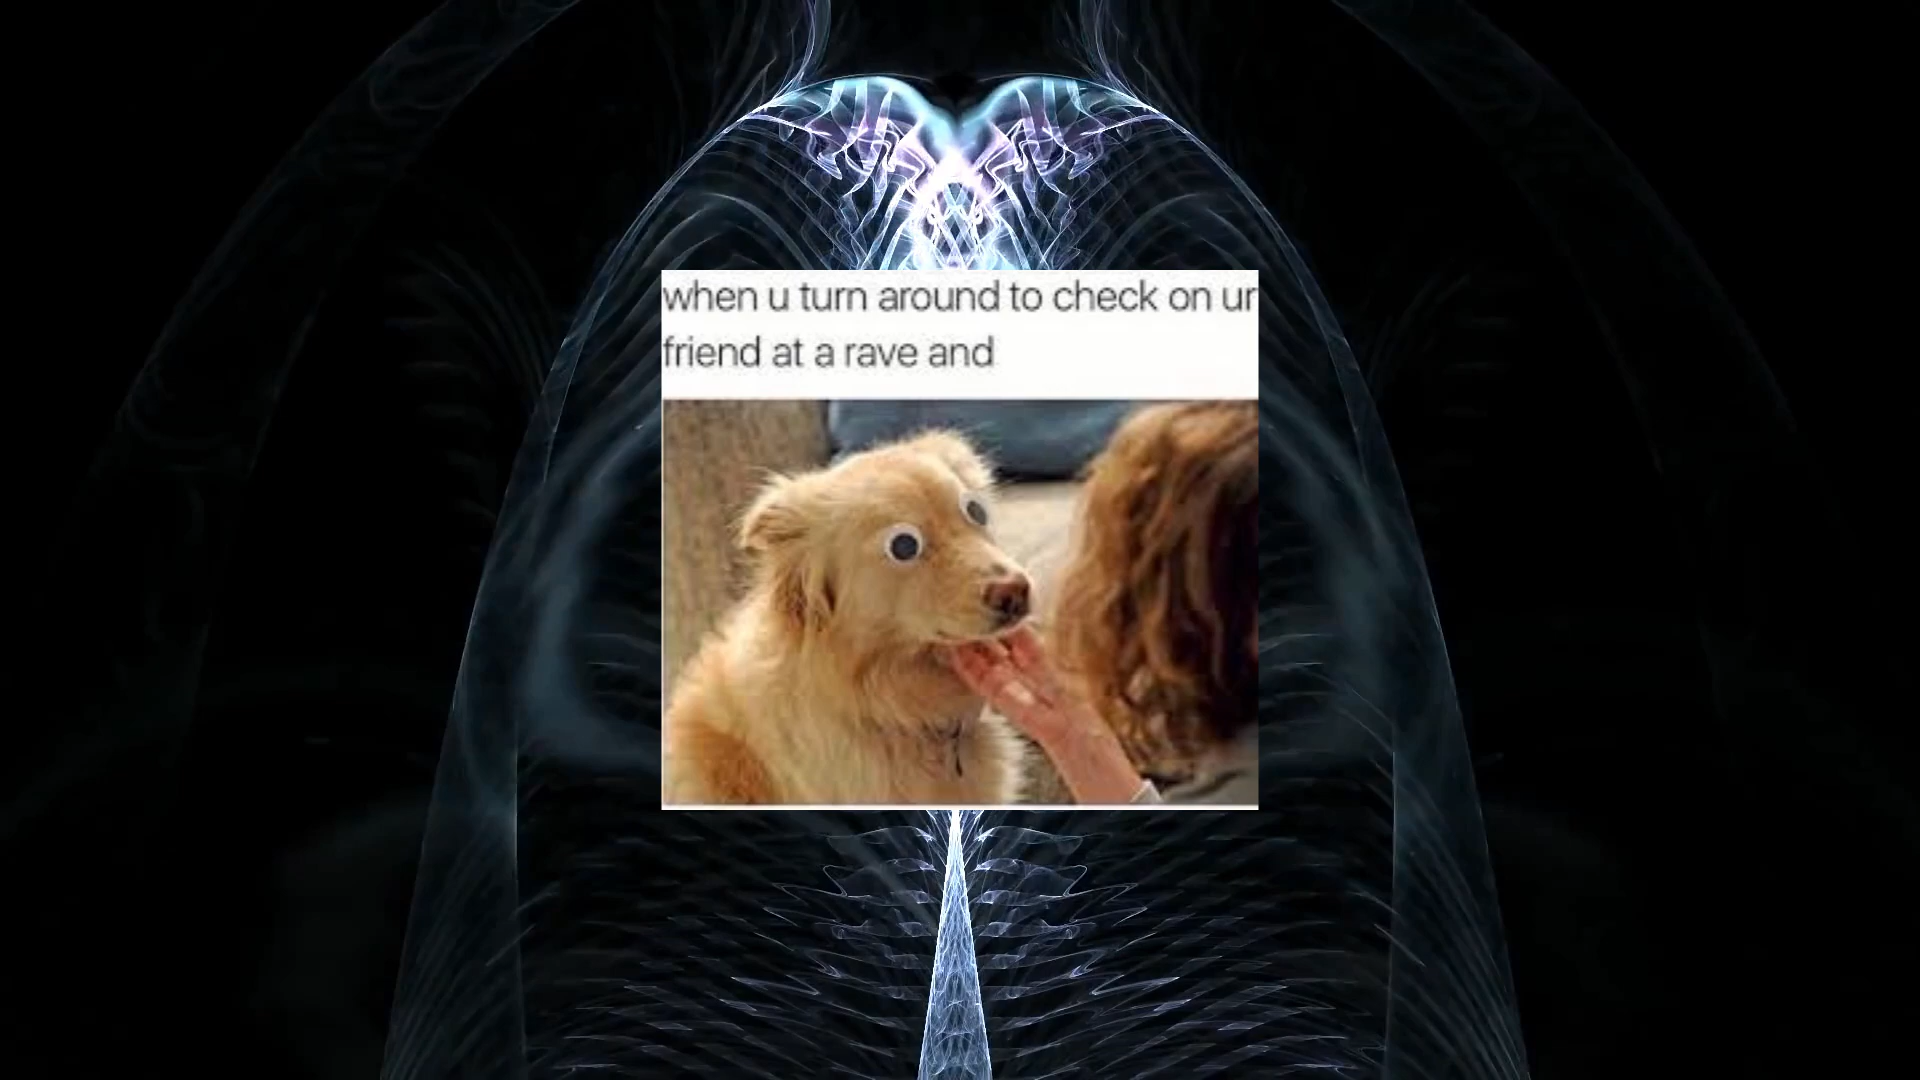 when u turn around to check on ur
friend at a rave and